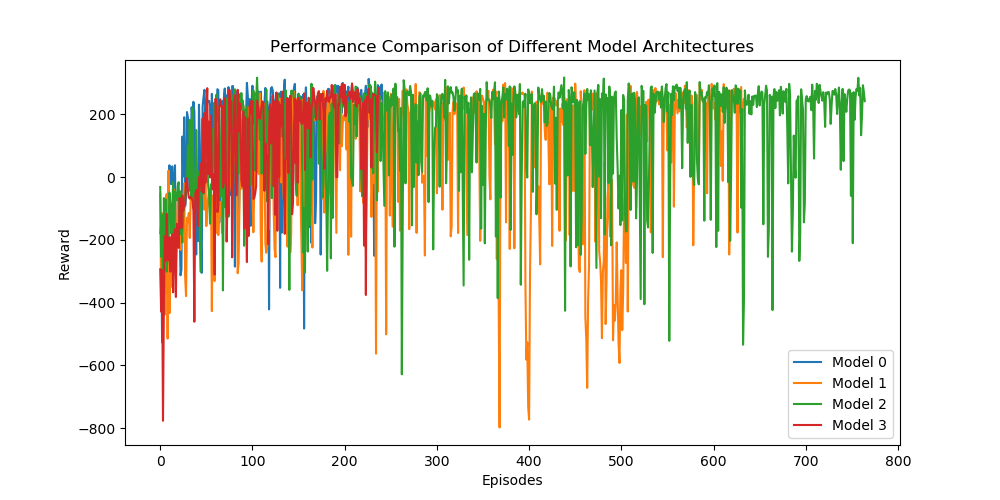 Performance Comparison of Different Model Architectures
Reward
200
0
−200
−400
−600
−800
0 100 200 300 400 500 600 700 800
Episodes
Model 0
Model 1
Model 2
Model 3